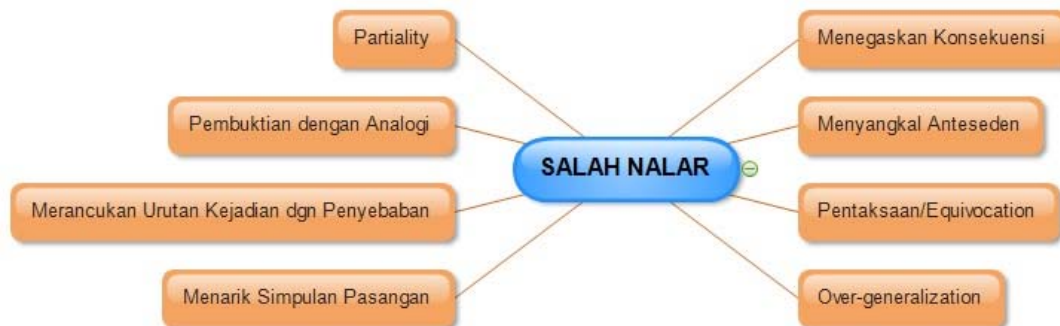 Partiality
Pembuktian dengan Analogi
Merancukan Urutan Kejadian dgn Penyebaban
Menarik Simpulan Pasangan
SALAH NALAR
Menegaskan Konsekuensi
Menyangkal Anteseden
Pentaksaan/Equivocation
Over-generalization